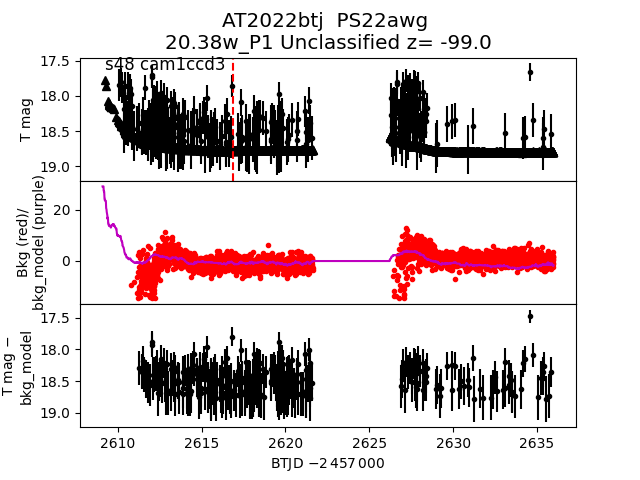 AT2022btj  PS22awg
20.38w_P1 Unclassified z= -99.0
s48 cam1ccd3
17.5
18.0
18.5
19.0
T mag
20
0
Bkg (red)/
bkg_model (purple)
17.5
18.0
18.5
19.0
T mag −
bkg_model
2610
2615
2620
2625
2630
2635
BTJD −2 457 000